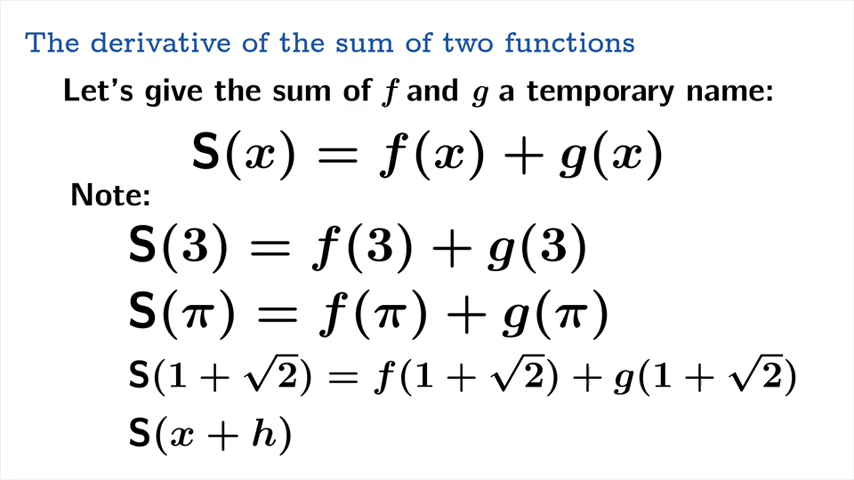 The derivative of the sum of two functions
Let's give the sum of f and g a temporary name:
S(x) = f(x) + g(x)
Note:
S(3) = f(3) + g(3)
S(π) = f(π) + g(π)
S(1 + √2) = f(1 + √2) + g(1 + √2)
S(x + h)